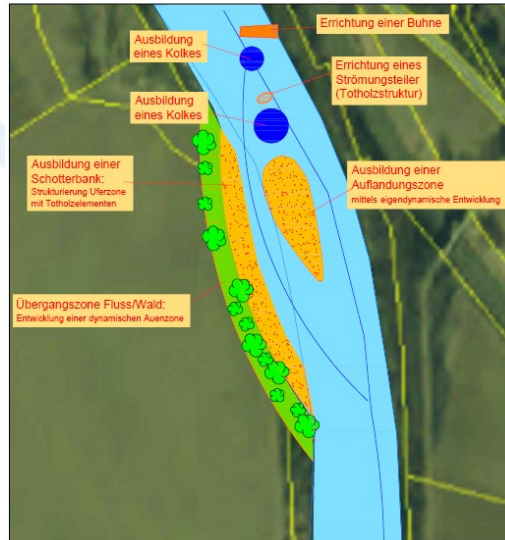 Errichtung einer Buhne
Ausbildung
eines Kolkes
Errichtung eines
Strömungsteiler
(Totholzstruktur)
Ausbildung
eines Kolkes
Ausbildung einer
Schotterbank:
Strukturierung Uferzone
mit Totholzelementen
Ausbildung einer
Auflandungszone
mittels eigendynamische Entwicklung
Übergangszone Fluss/Wald:
Entwicklung einer dynamischen Auenzone